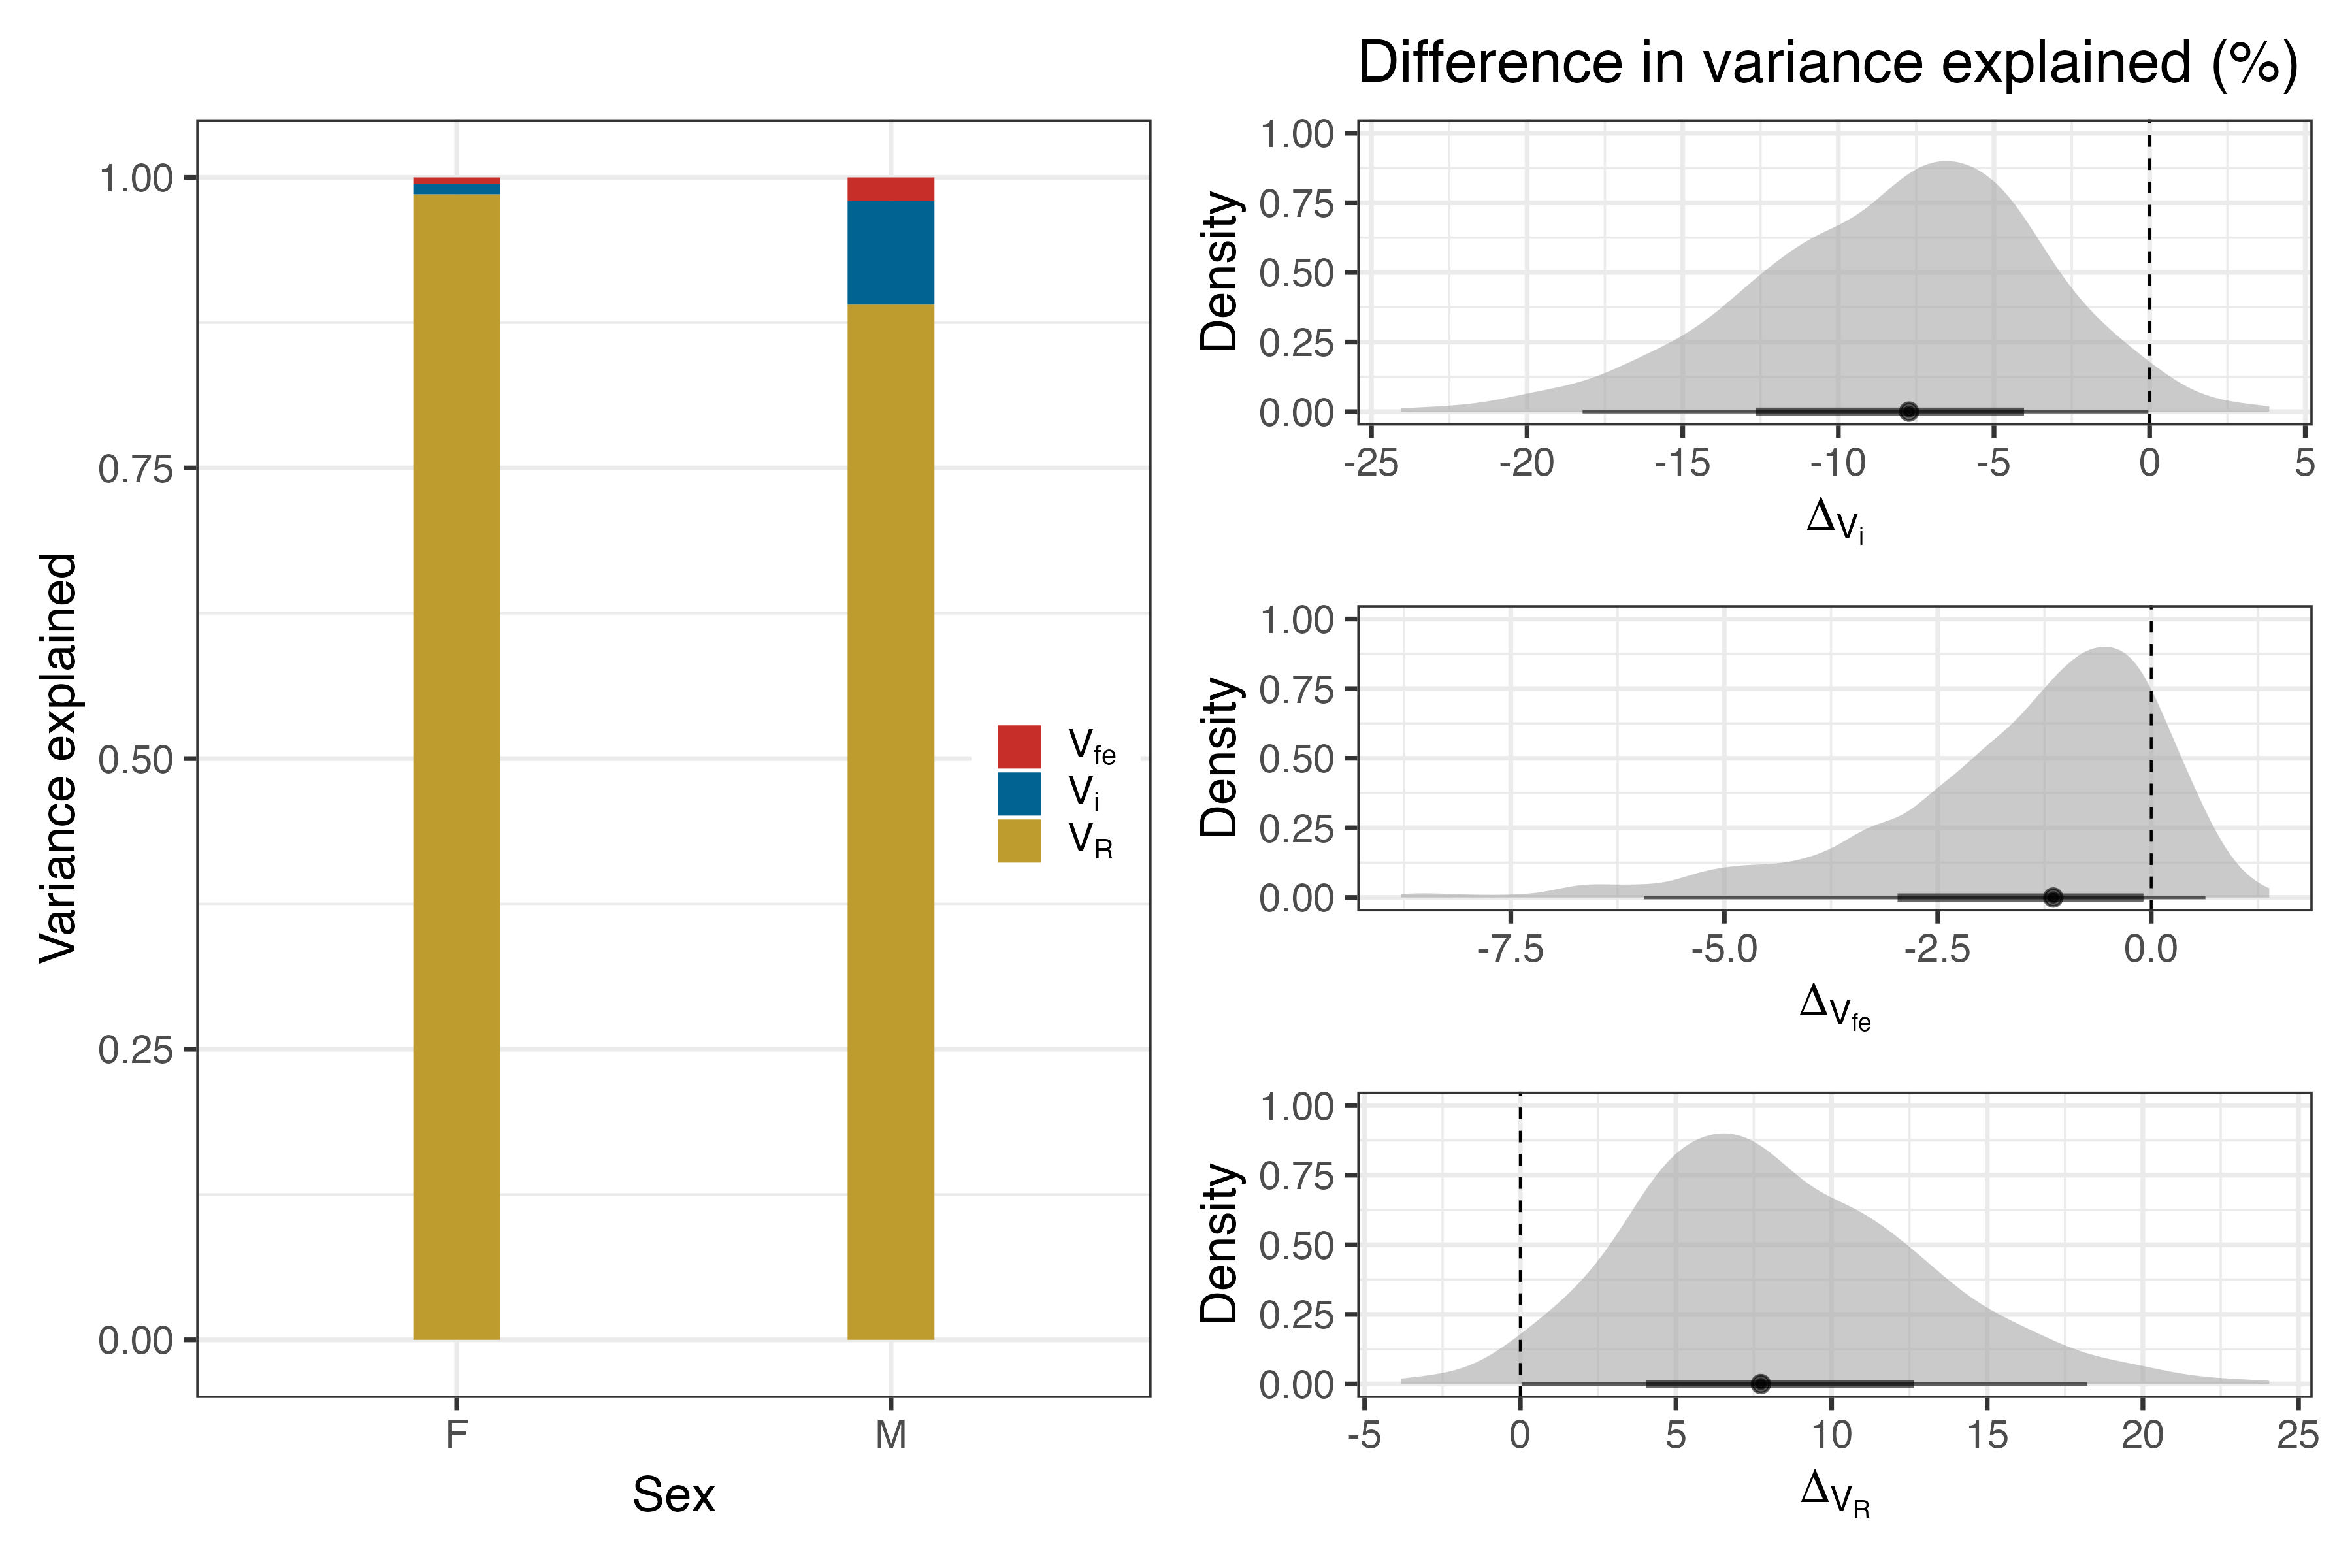 Variance explained
1.00
0.75
0.50
0.25
0.00
F
M
Sex
Vfe
Vi
VR
Difference in variance explained (%)
Density
1.00
0.75
0.50
0.25
0.00
-25 -20 -15 -10 -5 0 5
ΔVi
Density
1.00
0.75
0.50
0.25
0.00
-7.5 -5.0 -2.5 0.0
ΔVfe
Density
1.00
0.75
0.50
0.25
0.00
-5 0 5 10 15 20 25
ΔVR